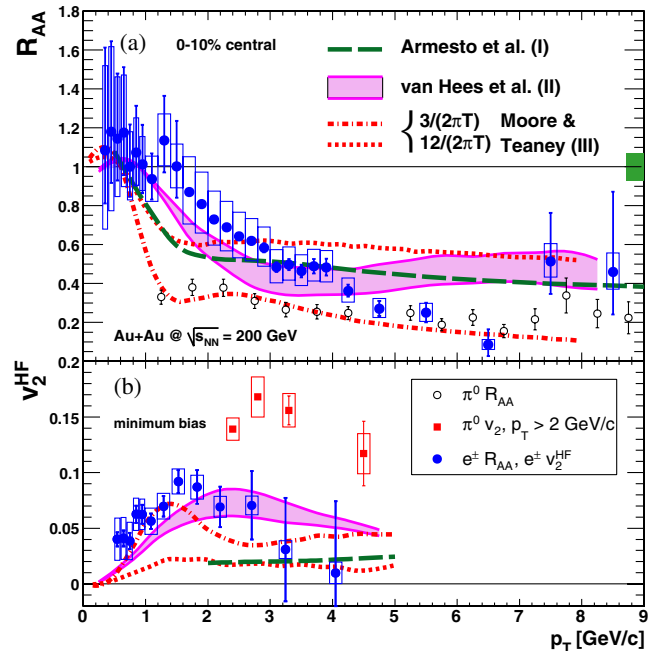 R_AA
1.8
1.6
1.4
1.2
1
0.8
0.6
0.4
0.2
(a) 0-10% central
Armesto et al. (I)
van Hees et al. (II)
3/(2πT) Moore &
12/(2πT) Teaney (III)
Au+Au @ √s_NN = 200 GeV
v_2^HF
0.2
0.15
0.1
0.05
0
(b)
minimum bias
π^0 R_AA
π^0 v_2, p_T > 2 GeV/c
e^± R_AA, e^± v_2^HF
0 1 2 3 4 5 6 7 8 9
p_T [GeV/c]